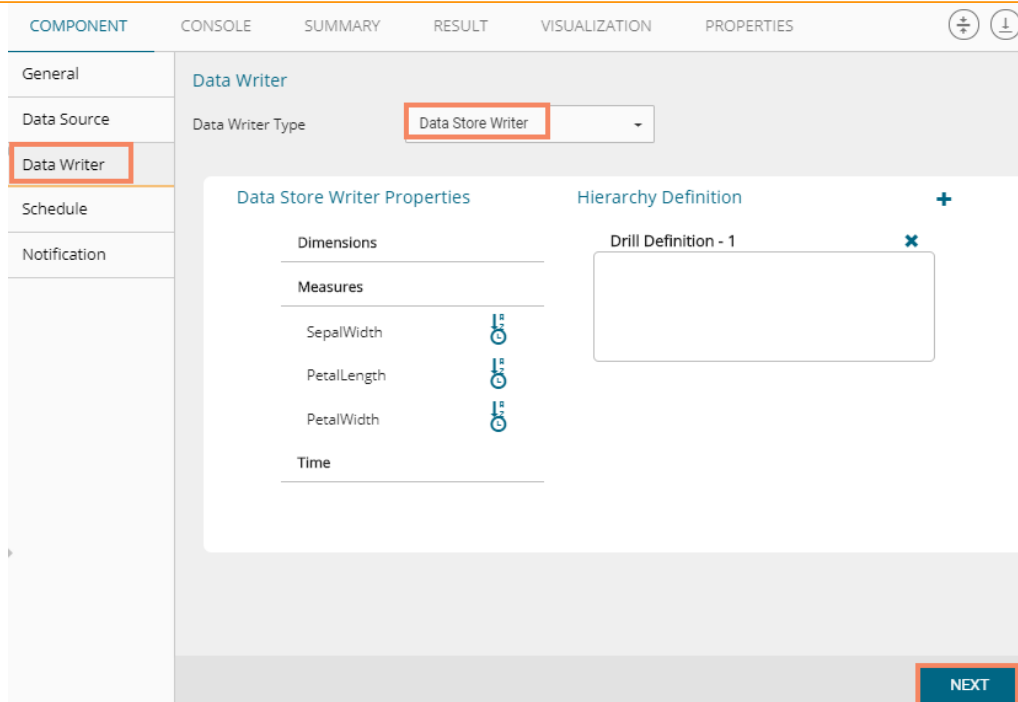 COMPONENT CONSOLE SUMMARY RESULT VISUALIZATION PROPERTIES
General
Data Source
Data Writer
Schedule
Notification
Data Writer
Data Writer Type Data Store Writer
Data Store Writer Properties
Dimensions
Measures
SepalWidth
PetalLength
PetalWidth
Time
Hierarchy Definition
Drill Definition - 1
NEXT